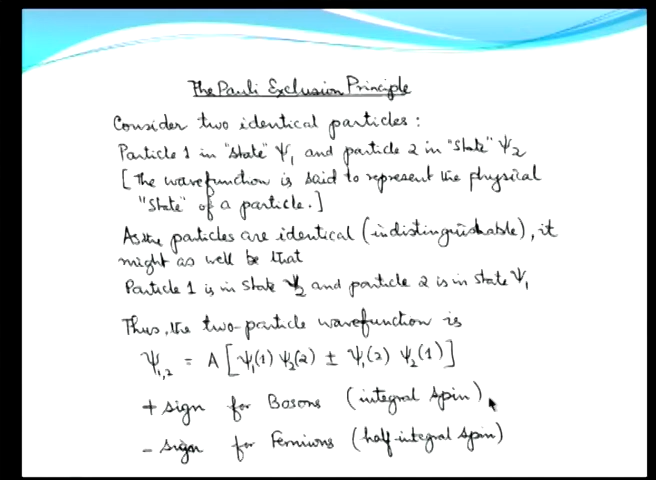 The Pauli Exclusion Principle
Consider two identical particles :
Particle 1 in "state" Ψ₁ and particle 2 in "state" Ψ₂
[ The wavefunction is said to represent the physical
"state" of a particle. ]
As the particles are identical (indistinguishable), it
might as well be that
Particle 1 is in state Ψ₂ and particle 2 is in state Ψ₁
Thus, the two-particle wavefunction is
Ψ₁,₂ = A [ Ψ₁(1) Ψ₂(2) ± Ψ₁(2) Ψ₂(1) ]
+ sign for Bosons (integral spin)
- sign for Fermions (half-integral spin)